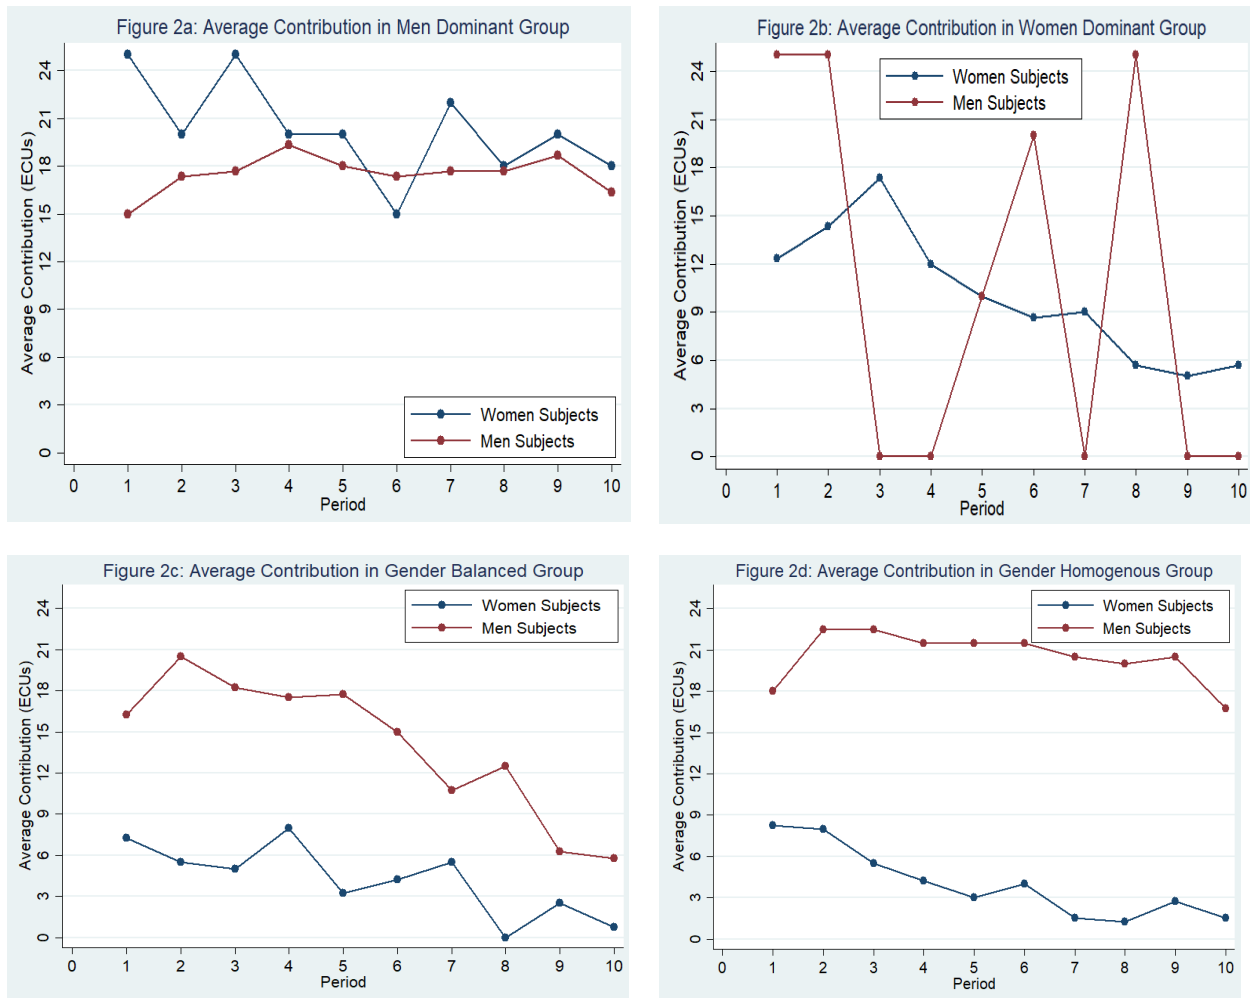 Figure 2a: Average Contribution in Men Dominant Group
Average Contribution (ECUs)
24
21
18
15
12
9
6
3
0
Women Subjects
Men Subjects
0 1 2 3 4 5 6 7 8 9 10
Period
Figure 2b: Average Contribution in Women Dominant Group
Average Contribution (ECUs)
24
21
18
15
12
9
6
3
0
Women Subjects
Men Subjects
0 1 2 3 4 5 6 7 8 9 10
Period
Figure 2c: Average Contribution in Gender Balanced Group
Average Contribution (ECUs)
24
21
18
15
12
9
6
3
0
Women Subjects
Men Subjects
0 1 2 3 4 5 6 7 8 9 10
Period
Figure 2d: Average Contribution in Gender Homogenous Group
Average Contribution (ECUs)
24
21
18
15
12
9
6
3
0
Women Subjects
Men Subjects
0 1 2 3 4 5 6 7 8 9 10
Period